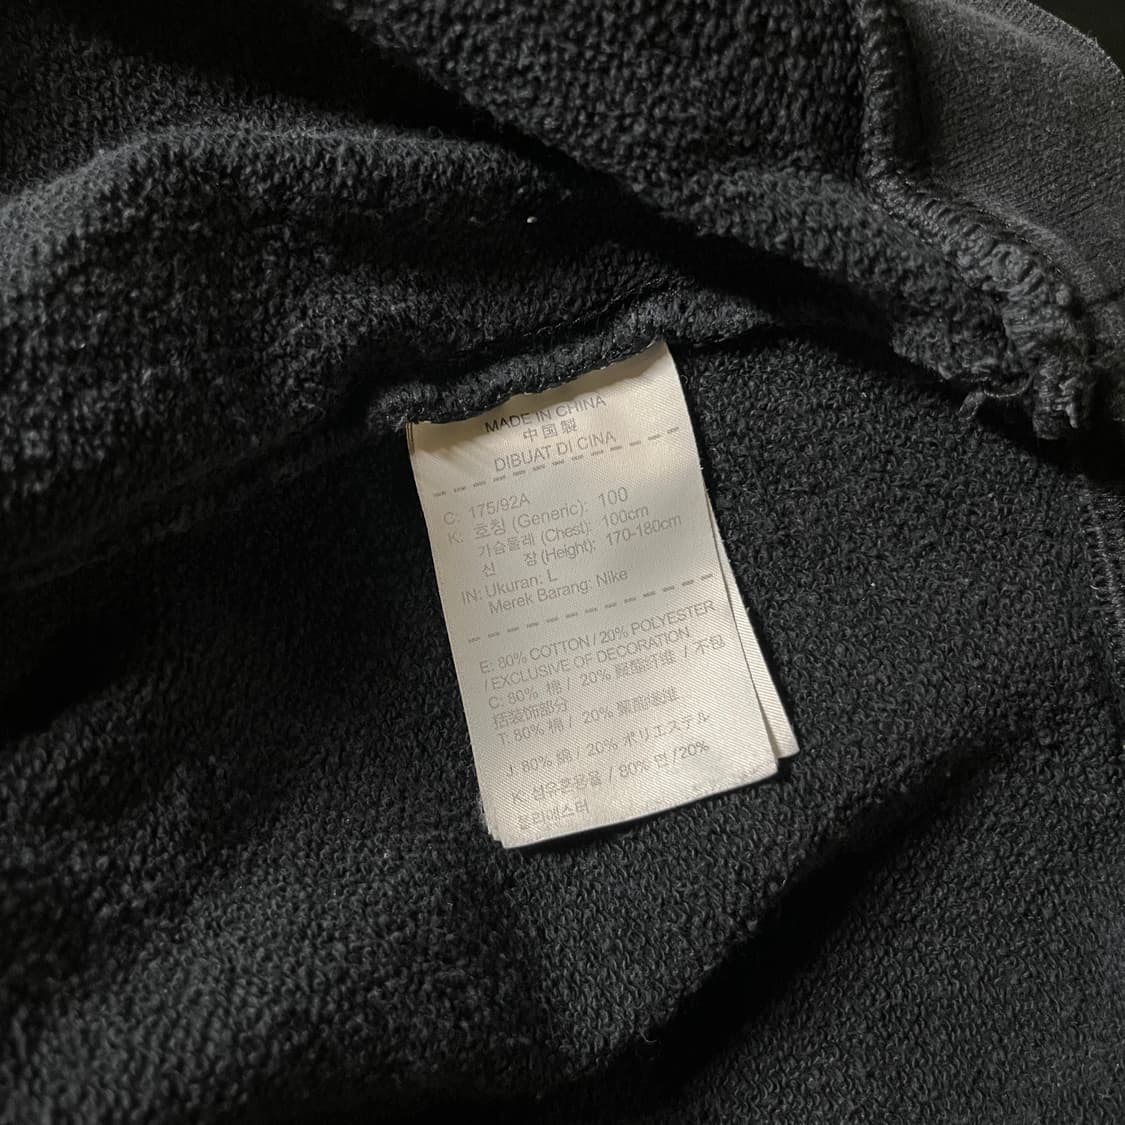 MADE IN CHINA
中国製
DIBUAT DI CINA
C: 175/92A
K: 호칭 (Generic): 100
가슴둘레 (Chest): 100cm
신 장 (Height): 170-180cm
IN: Ukuran: L
Merek Barang: Nike
E: 80% COTTON / 20% POLYESTER
/ EXCLUSIVE OF DECORATION
C: 80% 棉 / 20% 聚酯纤维 / 不包
括装饰部分
T: 80% 棉 / 20% 聚酯纖維
J: 80% 綿 / 20% ポリエステル
K: 섬유혼용율 / 80% 면 / 20%
폴리에스터